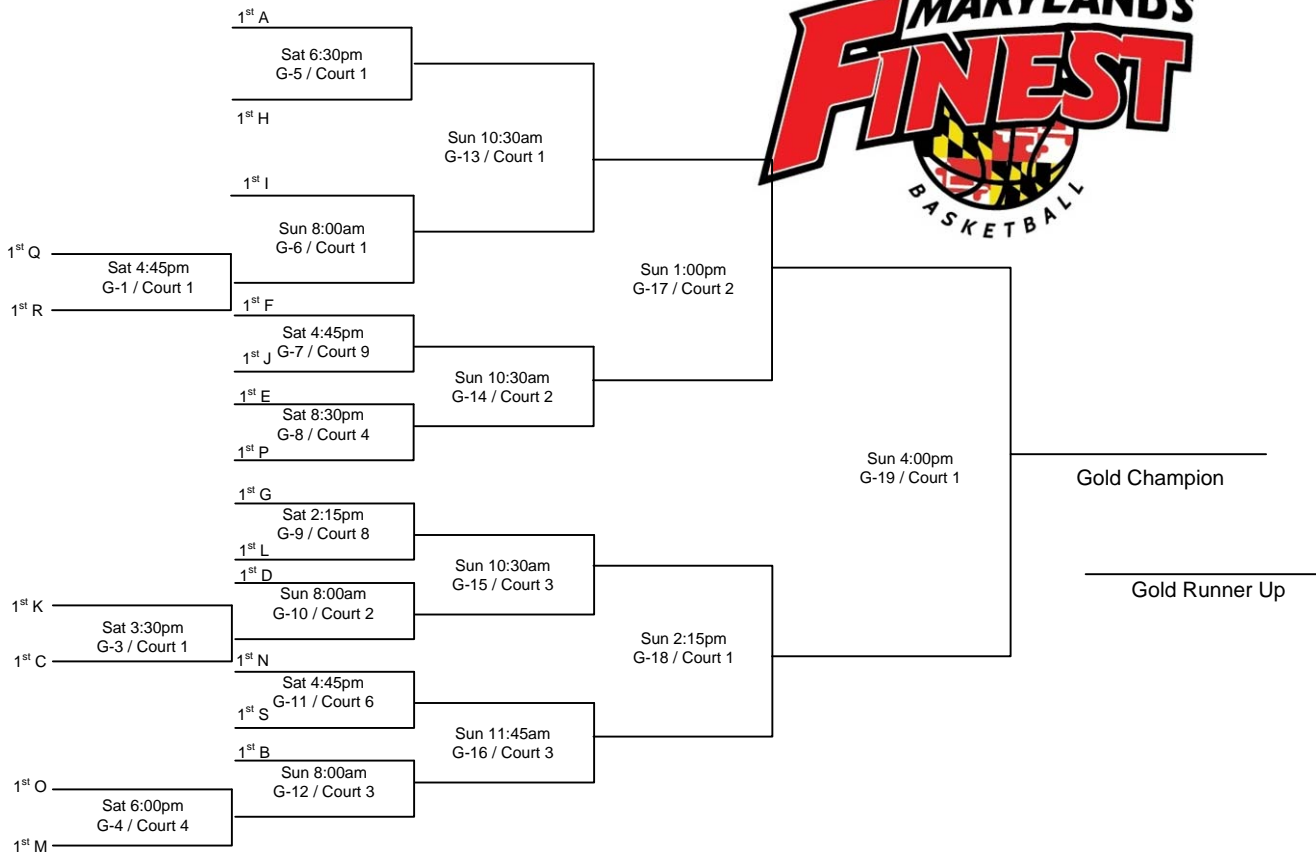 MARYLAND'S
FINEST
BASKETBALL
1st A
Sat 6:30pm
G-5 / Court 1
1st H
Sun 10:30am
G-13 / Court 1
1st I
Sun 8:00am
G-6 / Court 1
1st Q
Sat 4:45pm
G-1 / Court 1
1st R
Sun 1:00pm
G-17 / Court 2
1st F
Sat 4:45pm
G-7 / Court 9
1st J
Sun 10:30am
G-14 / Court 2
1st E
Sat 8:30pm
G-8 / Court 4
1st P
Sun 4:00pm
G-19 / Court 1
Gold Champion
Gold Runner Up
1st G
Sat 2:15pm
G-9 / Court 8
1st L
Sun 10:30am
G-15 / Court 3
1st D
Sun 8:00am
G-10 / Court 2
1st K
Sat 3:30pm
G-3 / Court 1
1st C
Sun 2:15pm
G-18 / Court 1
1st N
Sat 4:45pm
G-11 / Court 6
1st S
Sun 11:45am
G-16 / Court 3
1st B
Sun 8:00am
G-12 / Court 3
1st O
Sat 6:00pm
G-4 / Court 4
1st M